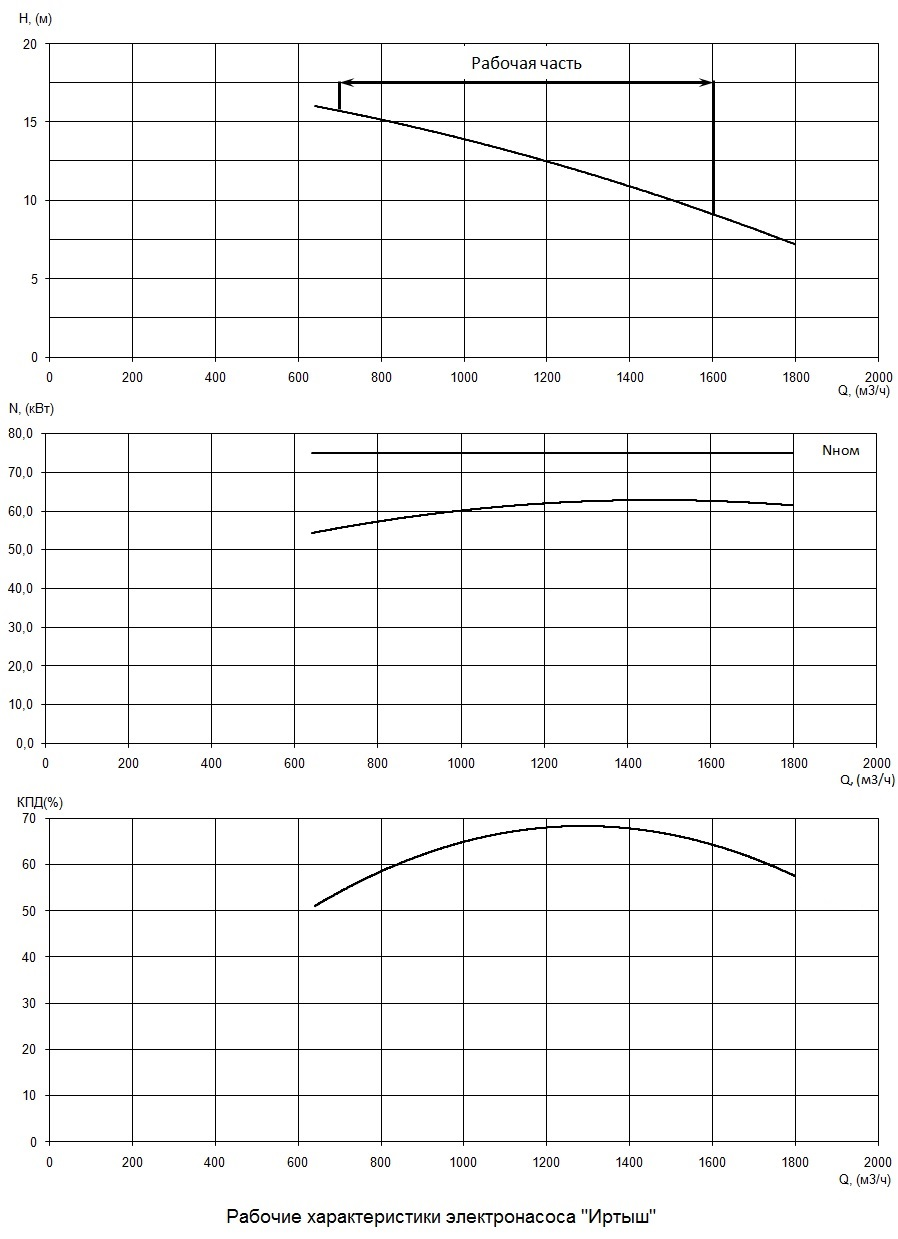 H, (м)
Рабочая часть
20
15
10
5
0
0 200 400 600 800 1000 1200 1400 1600 1800 2000
Q, (м3/ч)
N, (кВт)
80,0
Nном
70,0
60,0
50,0
40,0
30,0
20,0
10,0
0,0
0 200 400 600 800 1000 1200 1400 1600 1800 2000
Q, (м3/ч)
КПД(%)
70
60
50
40
30
20
10
0
0 200 400 600 800 1000 1200 1400 1600 1800 2000
Q, (м3/ч)
Рабочие характеристики электронасоса "Иртыш"